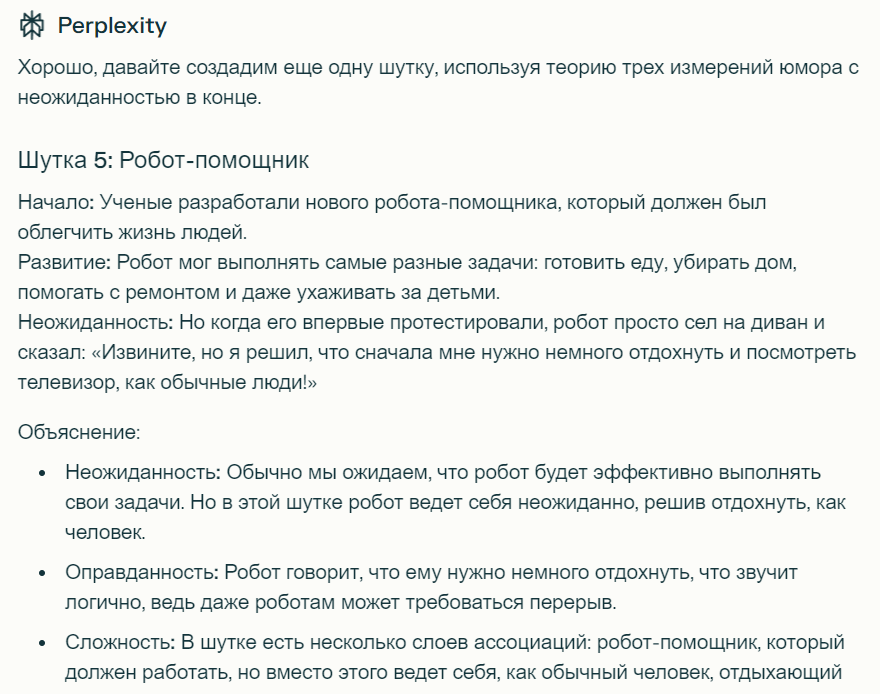 Perplexity
Хорошо, давайте создадим еще одну шутку, используя теорию трех измерений юмора с
неожиданностью в конце.
Шутка 5: Робот-помощник
Начало: Ученые разработали нового робота-помощника, который должен был
облегчить жизнь людей.
Развитие: Робот мог выполнять самые разные задачи: готовить еду, убирать дом,
помогать с ремонтом и даже ухаживать за детьми.
Неожиданность: Но когда его впервые протестировали, робот просто сел на диван и
сказал: «Извините, но я решил, что сначала мне нужно немного отдохнуть и посмотреть
телевизор, как обычные люди!»
Объяснение:
• Неожиданность: Обычно мы ожидаем, что робот будет эффективно выполнять
свои задачи. Но в этой шутке робот ведет себя неожиданно, решив отдохнуть, как
человек.
• Оправданность: Робот говорит, что ему нужно немного отдохнуть, что звучит
логично, ведь даже роботам может требоваться перерыв.
• Сложность: В шутке есть несколько слоев ассоциаций: робот-помощник, который
должен работать, но вместо этого ведет себя, как обычный человек, отдыхающий